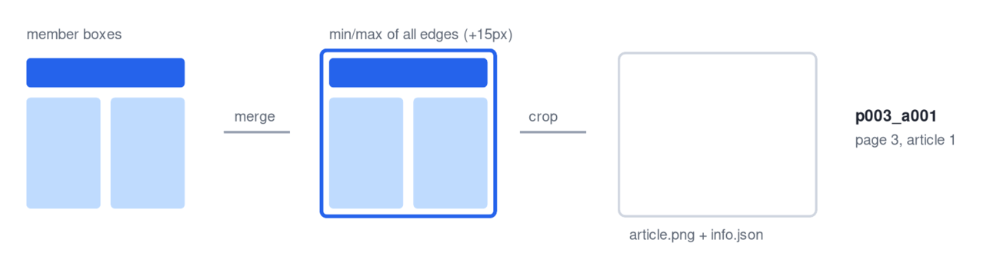 member boxes
min/max of all edges (+15px)
merge
crop
p003_a001
page 3, article 1
article.png + info.json